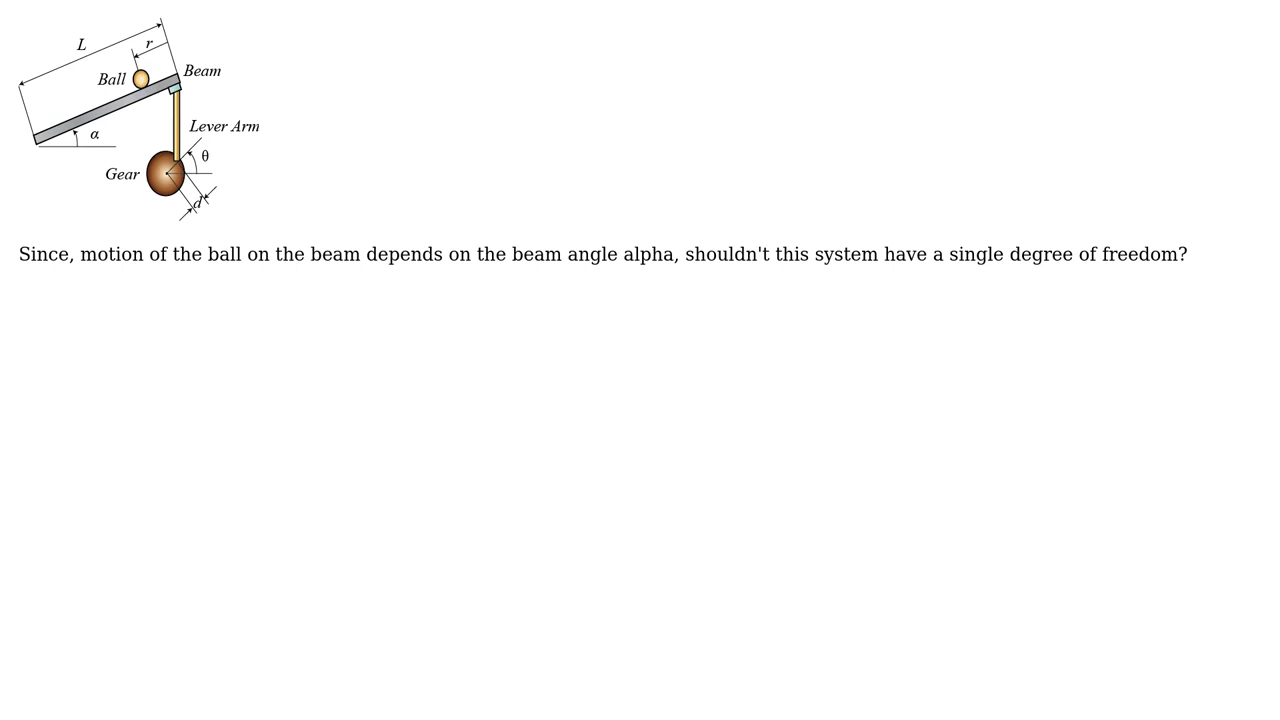 L
r
Ball
Beam
α
Lever Arm
θ
Gear
d
Since, motion of the ball on the beam depends on the beam angle alpha, shouldn't this system have a single degree of freedom?